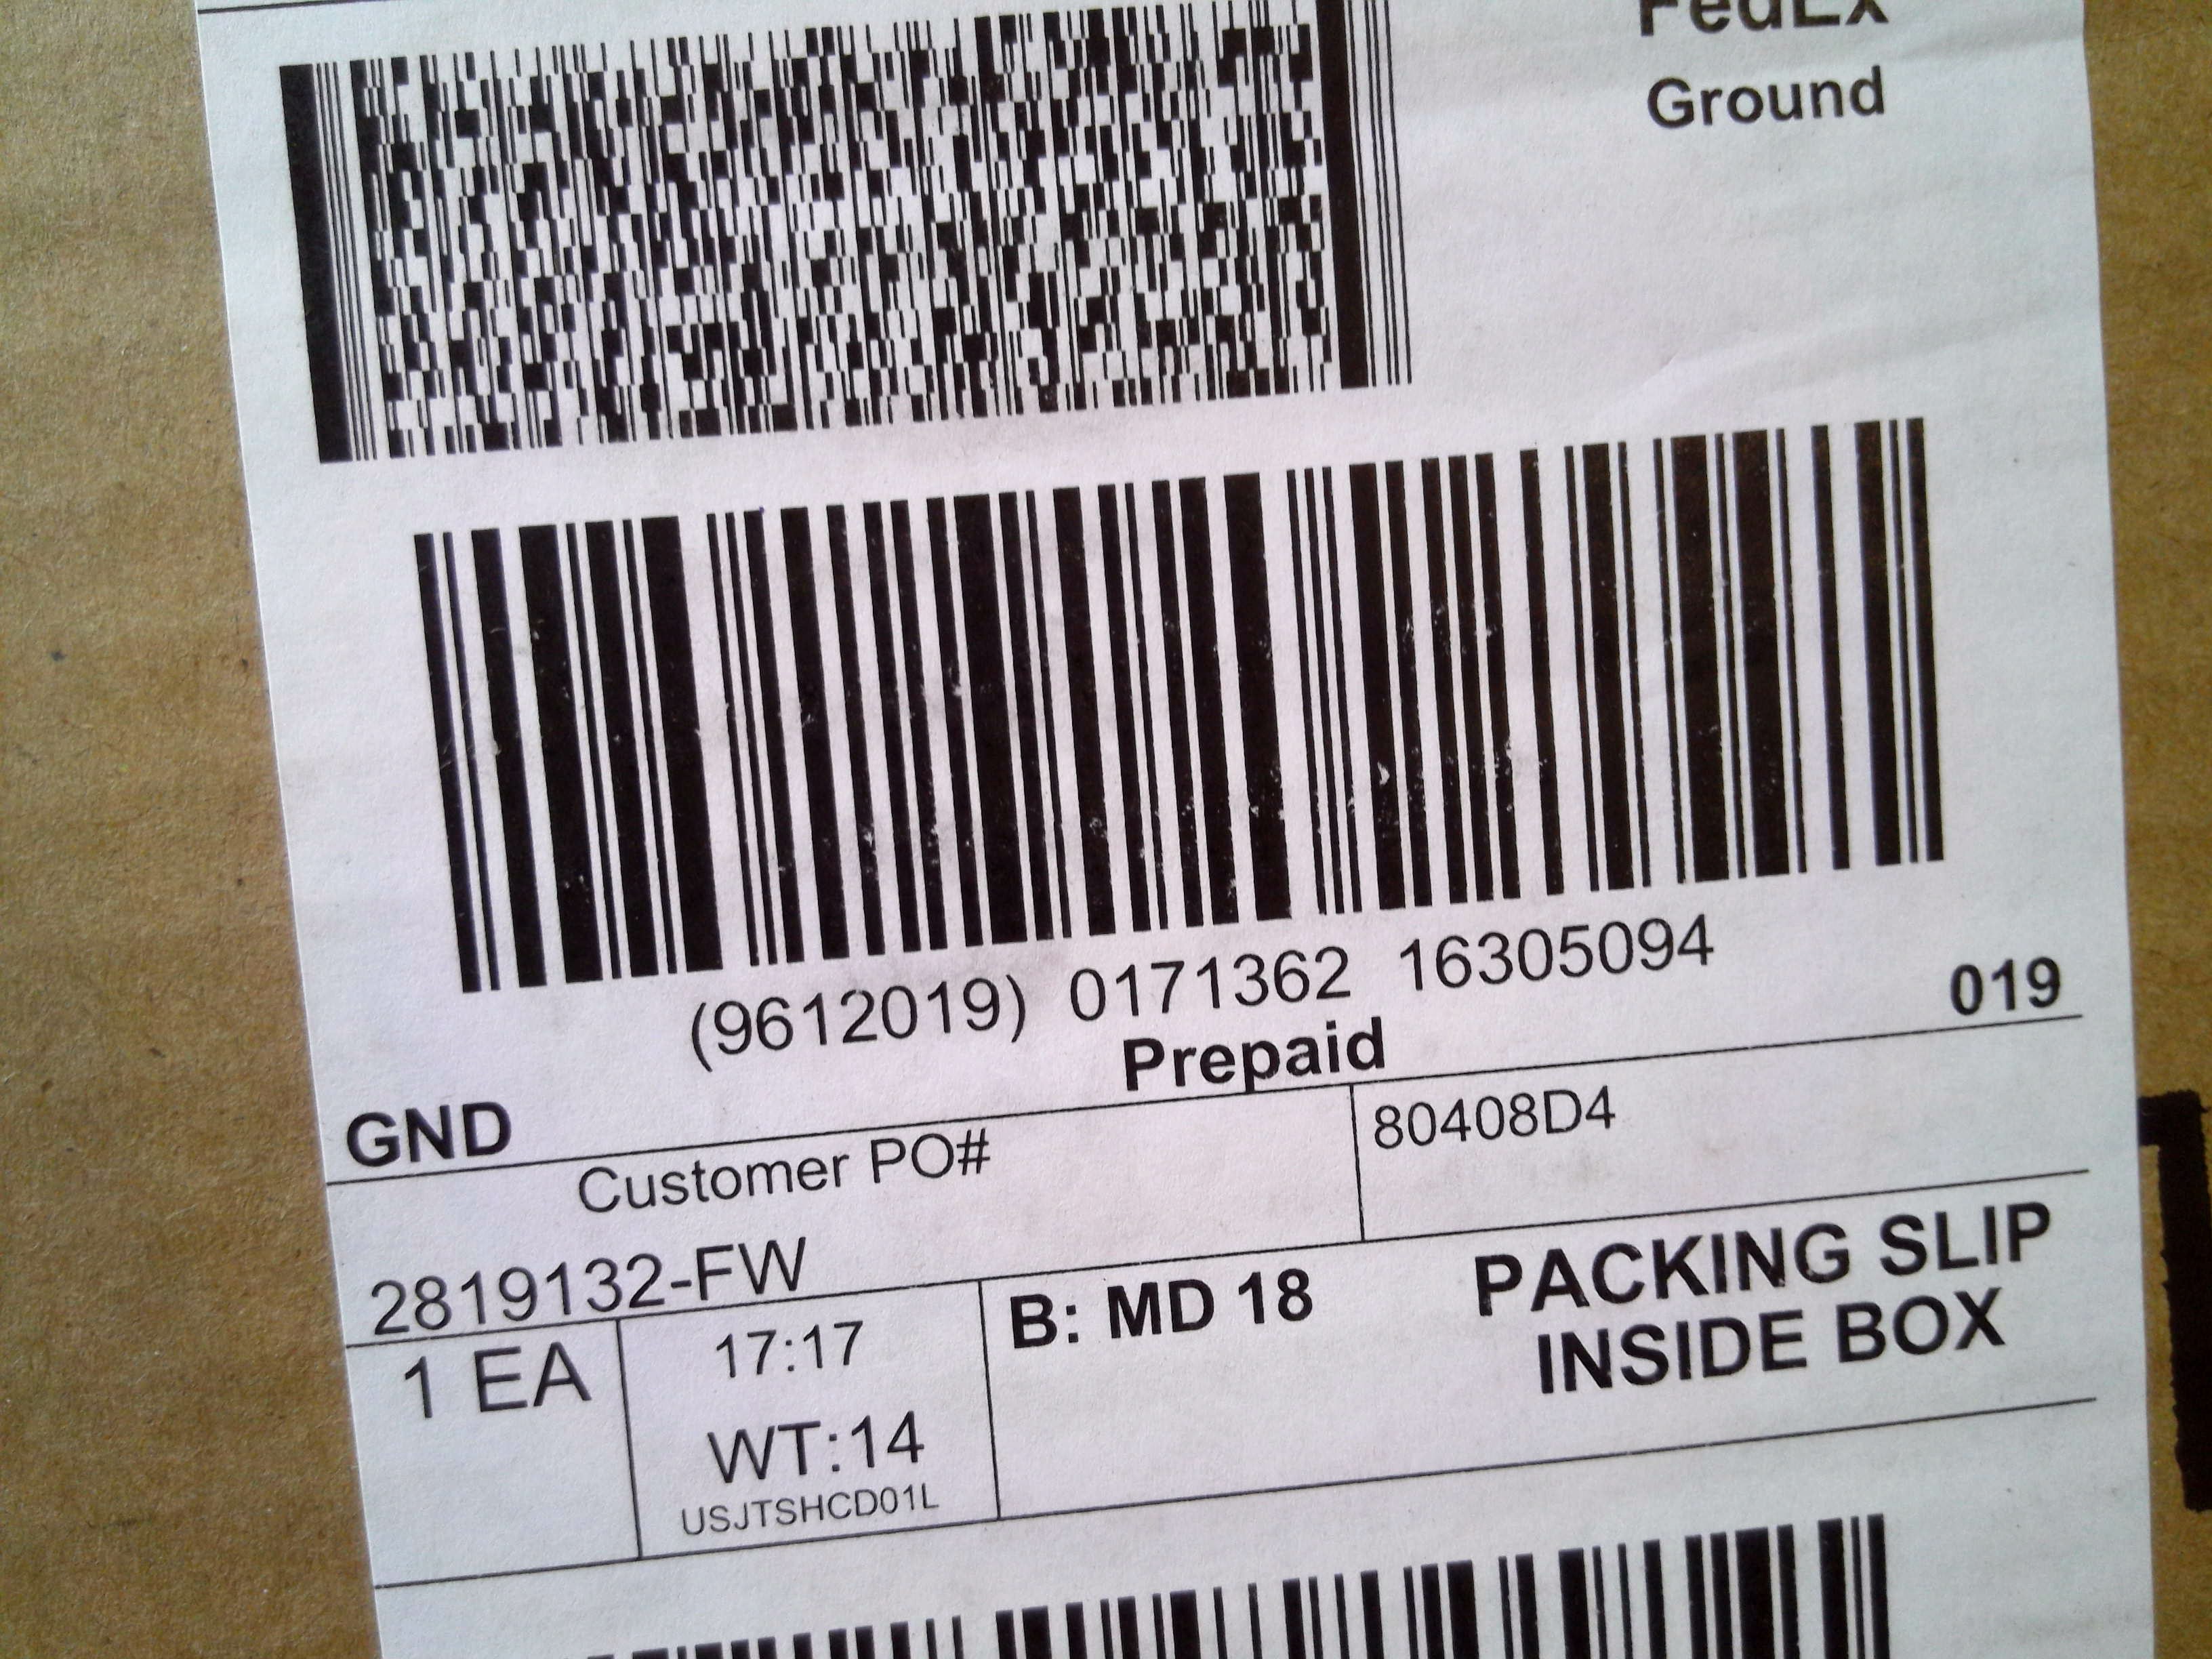 FedEx
Ground
(9612019) 0171362 16305094
019
Prepaid
GND
Customer PO#
80408D4
2819132-FW
1 EA
17:17
WT:14
USJTSHCD01L
B: MD 18
PACKING SLIP
INSIDE BOX